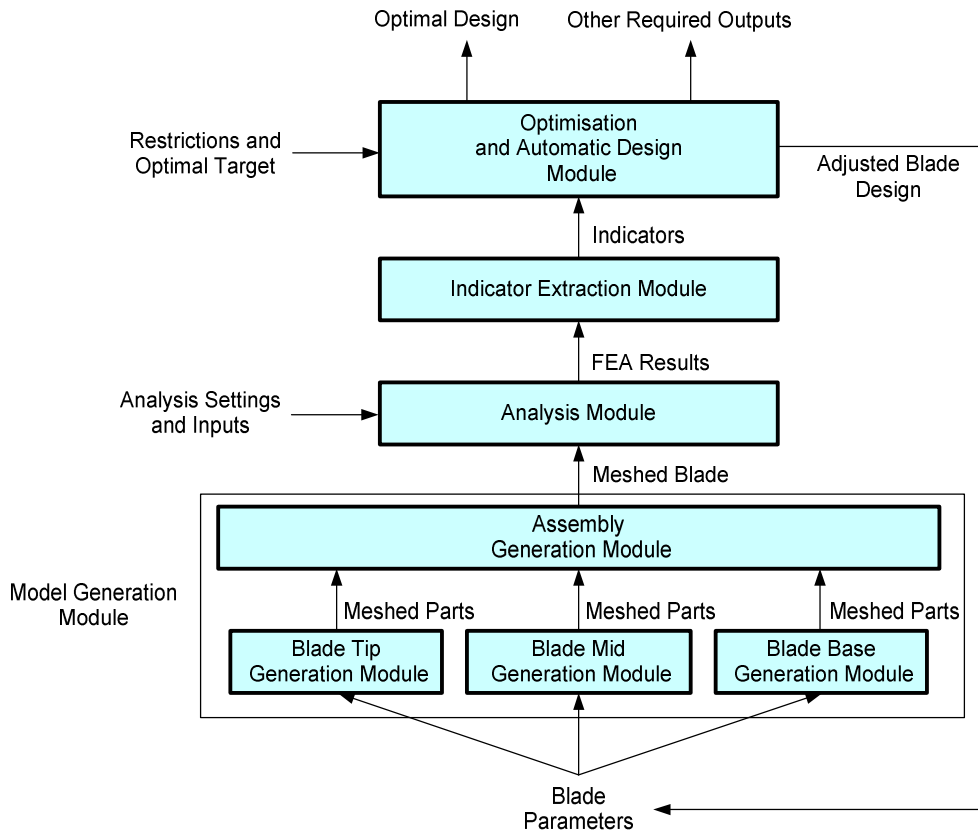 Optimal Design
Other Required Outputs
Optimisation
and Automatic Design
Module
Restrictions and
Optimal Target
Adjusted Blade
Design
Indicators
Indicator Extraction Module
FEA Results
Analysis Settings
and Inputs
Analysis Module
Meshed Blade
Assembly
Generation Module
Model Generation
Module
Meshed Parts
Meshed Parts
Meshed Parts
Blade Tip
Generation Module
Blade Mid
Generation Module
Blade Base
Generation Module
Blade
Parameters